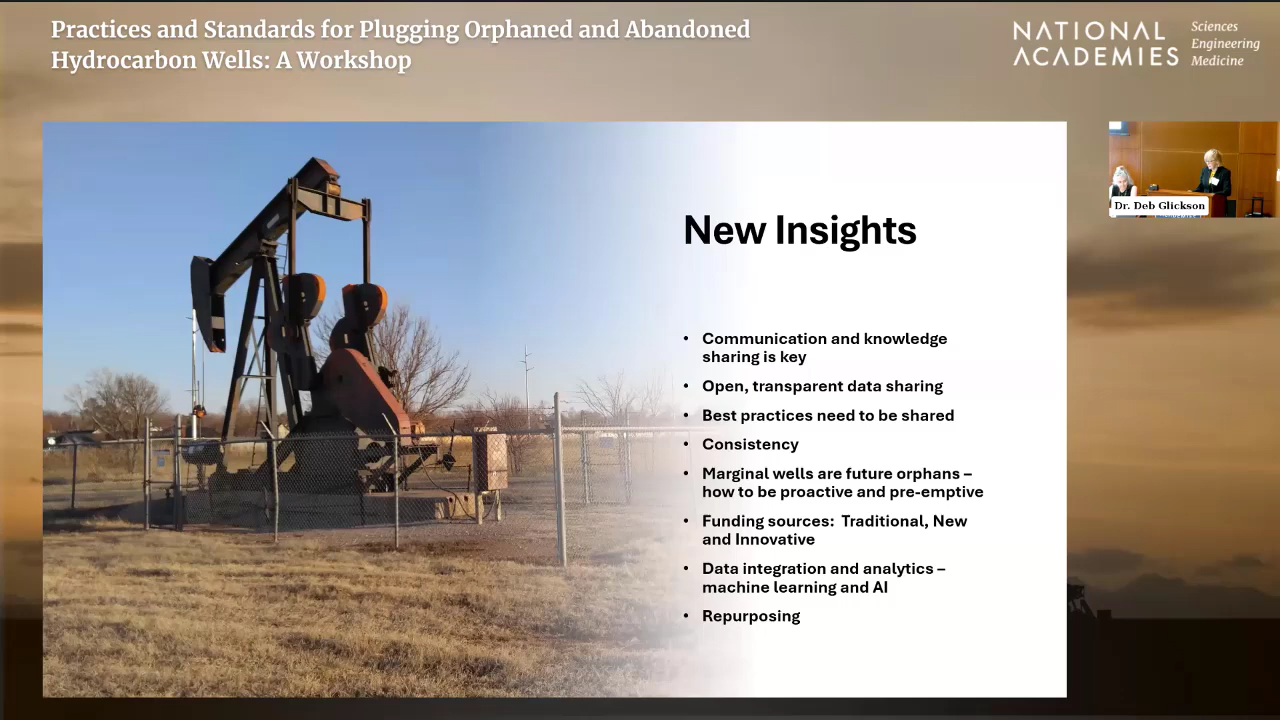 Practices and Standards for Plugging Orphaned and Abandoned
Hydrocarbon Wells: A Workshop
NATIONAL
ACADEMIES
Sciences
Engineering
Medicine
New Insights
• Communication and knowledge
sharing is key
• Open, transparent data sharing
• Best practices need to be shared
• Consistency
• Marginal wells are future orphans –
how to be proactive and pre-emptive
• Funding sources:  Traditional, New
and Innovative
• Data integration and analytics –
machine learning and AI
• Repurposing
Dr. Deb Glickson